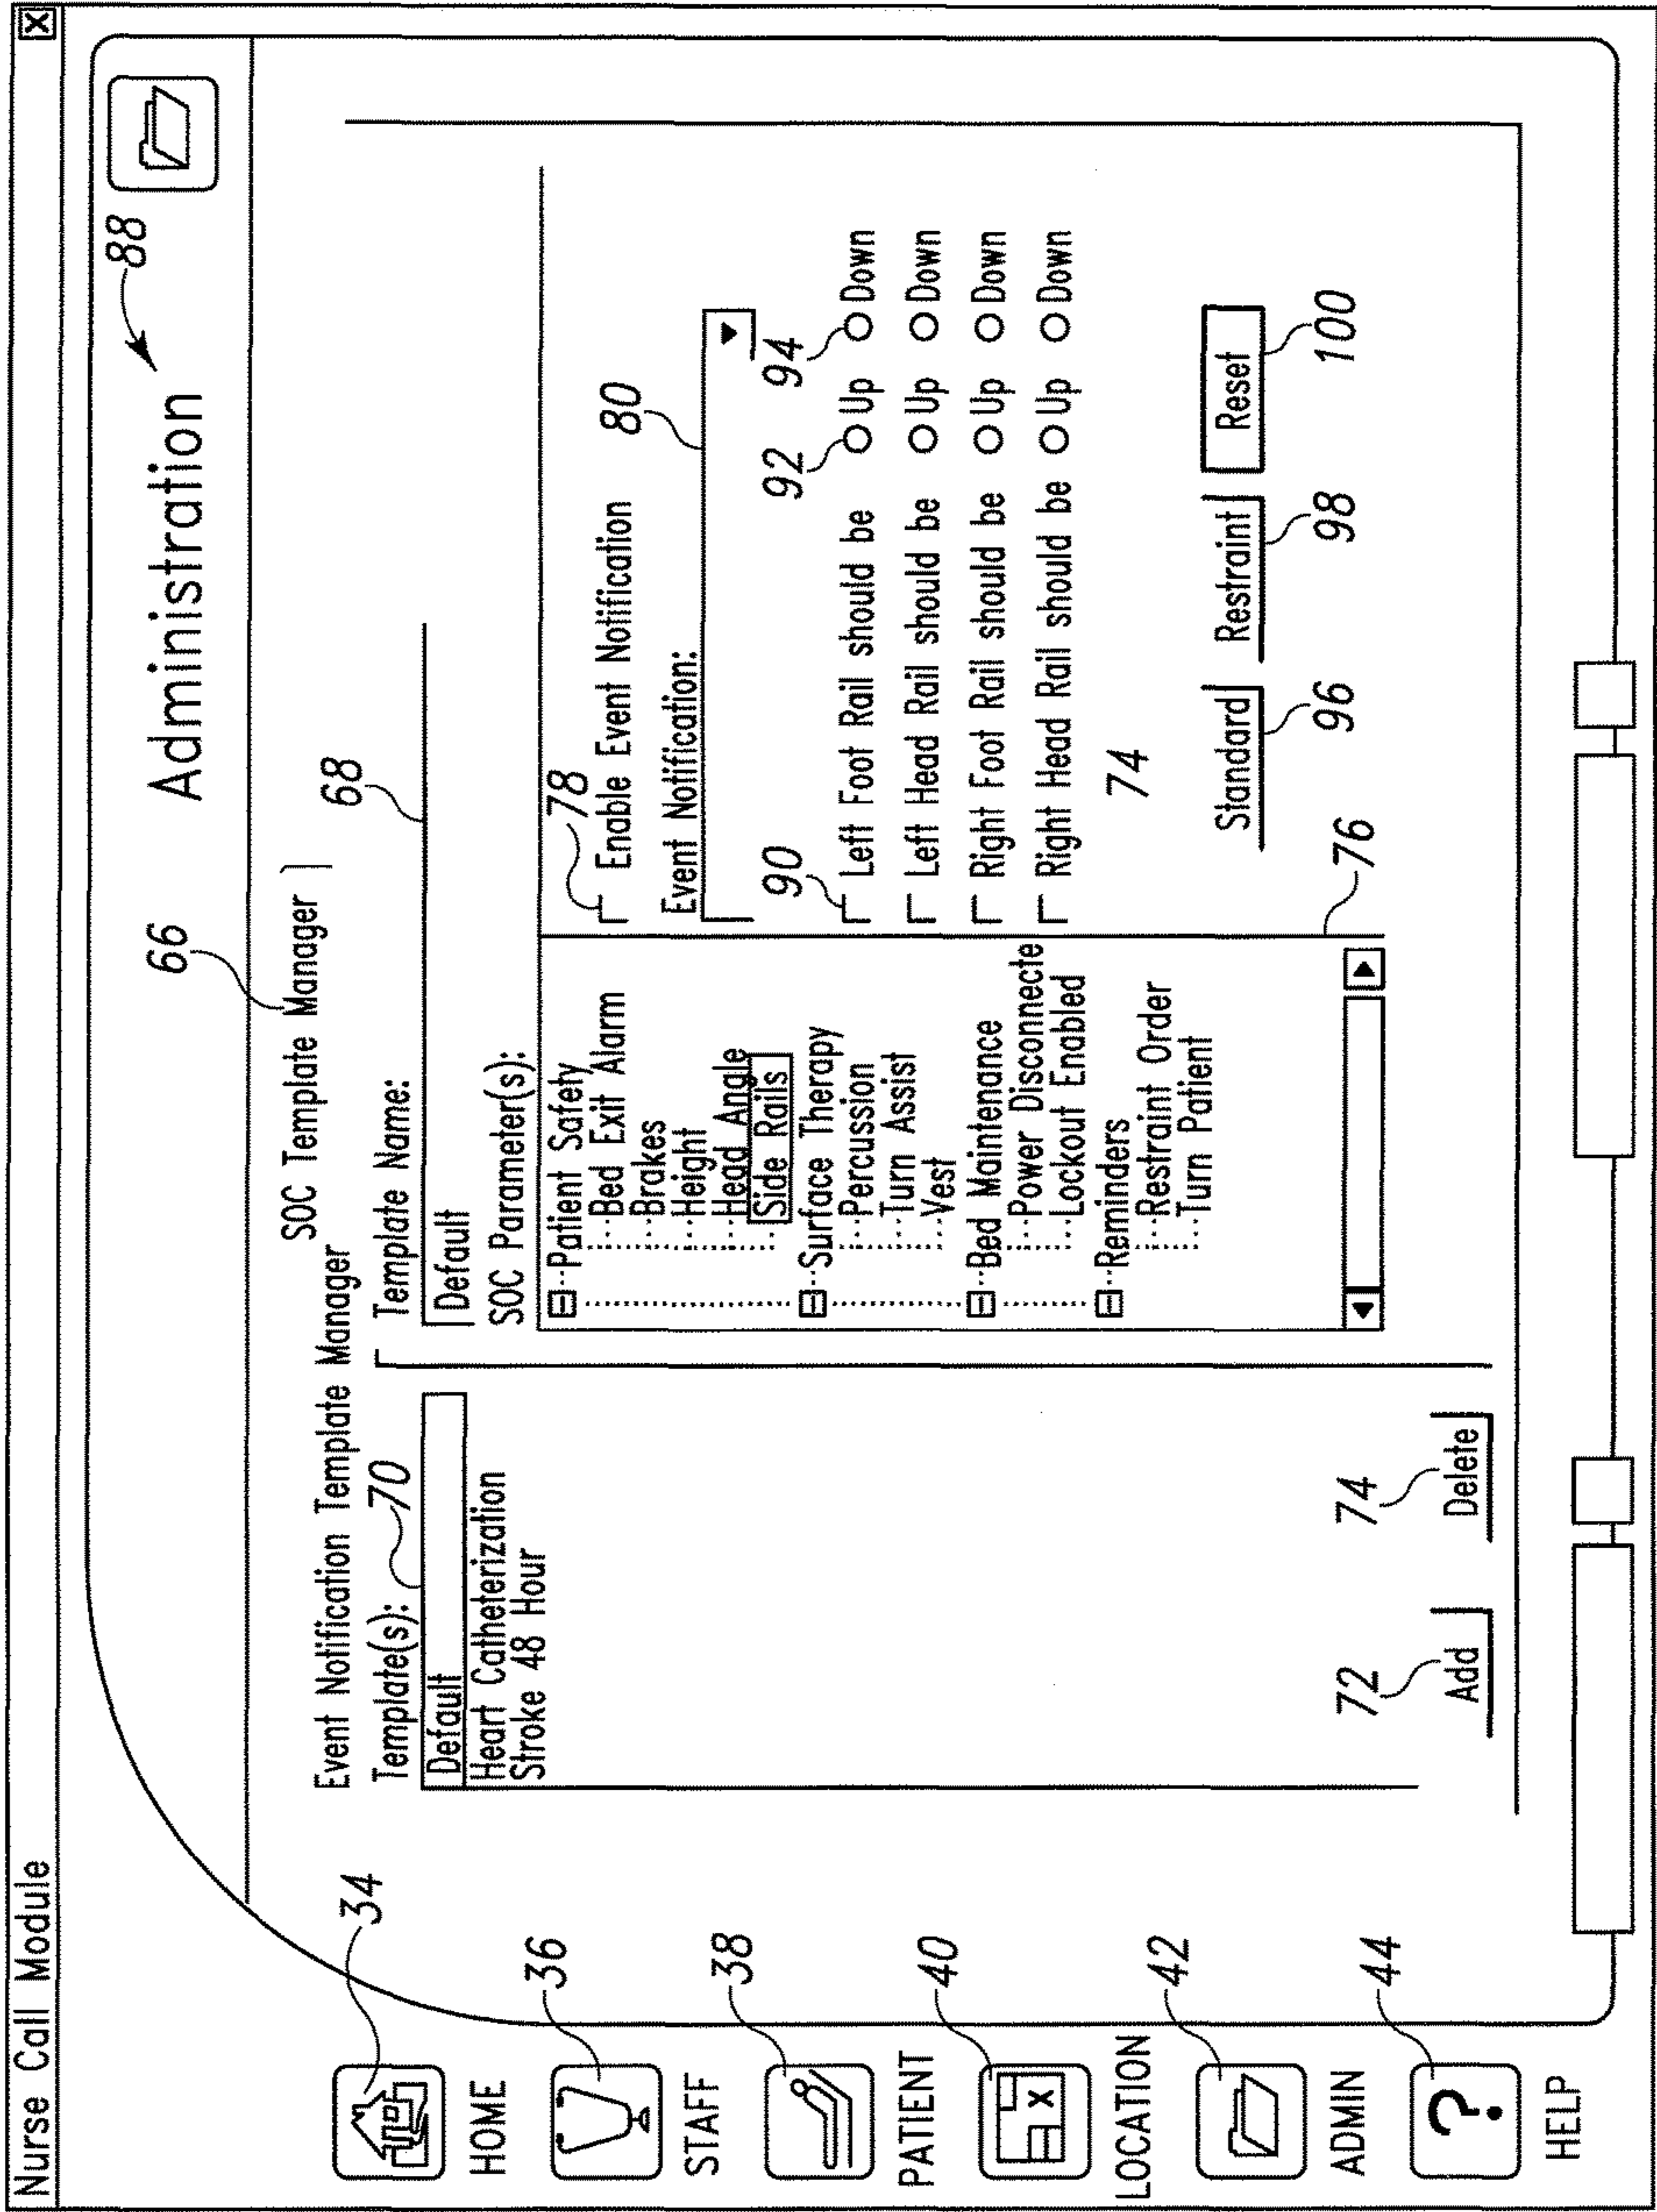 Nurse Call Module
X
Administration
88
66
SOC Template Manager
Event Notification Template Manager
Template(s):
70
Default
Heart Catheterization
Stroke 48 Hour
72
Add
74
Delete
Template Name:
68
Default
SOC Parameter(s):
Patient Safety
Bed Exit Alarm
Brakes
Height
Head Angle
Side Rails
Surface Therapy
Percussion
Turn Assist
Vest
Bed Maintenance
Power Disconnecte
Lockout Enabled
Reminders
Restraint Order
Turn Patient
76
78
Enable Event Notification
Event Notification:
80
90
92
94
Left Foot Rail should be Up Down
Left Head Rail should be Up Down
Right Foot Rail should be Up Down
Right Head Rail should be Up Down
74
Standard
Restraint
Reset
96
98
100
34
HOME
36
STAFF
38
PATIENT
40
X
LOCATION
42
ADMIN
44
?
HELP